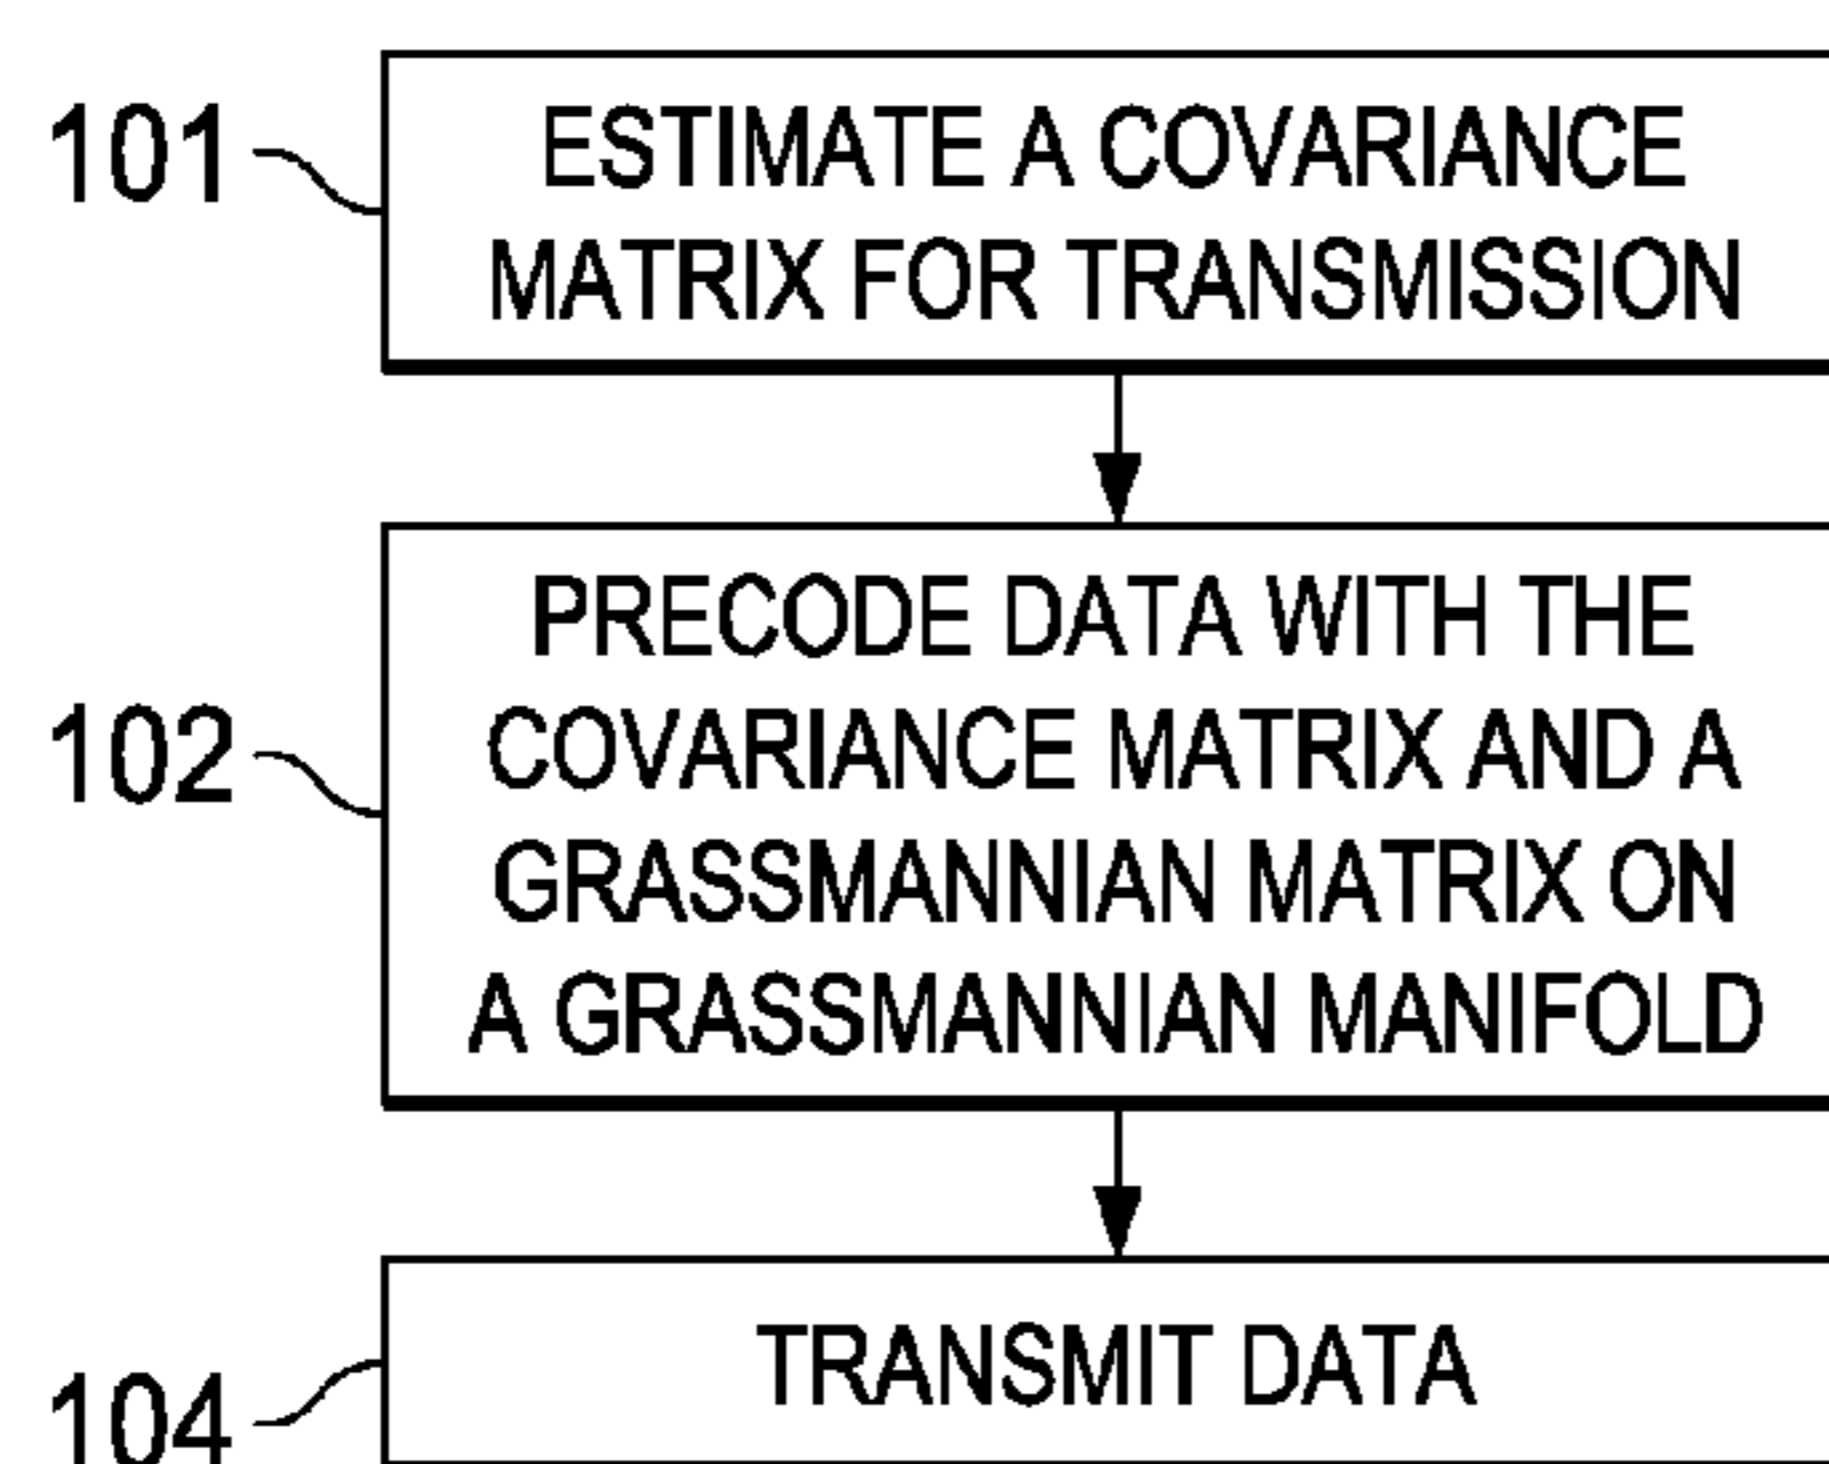 101
ESTIMATE A COVARIANCE
MATRIX FOR TRANSMISSION
102
PRECODE DATA WITH THE
COVARIANCE MATRIX AND A
GRASSMANNIAN MATRIX ON
A GRASSMANNIAN MANIFOLD
104
TRANSMIT DATA